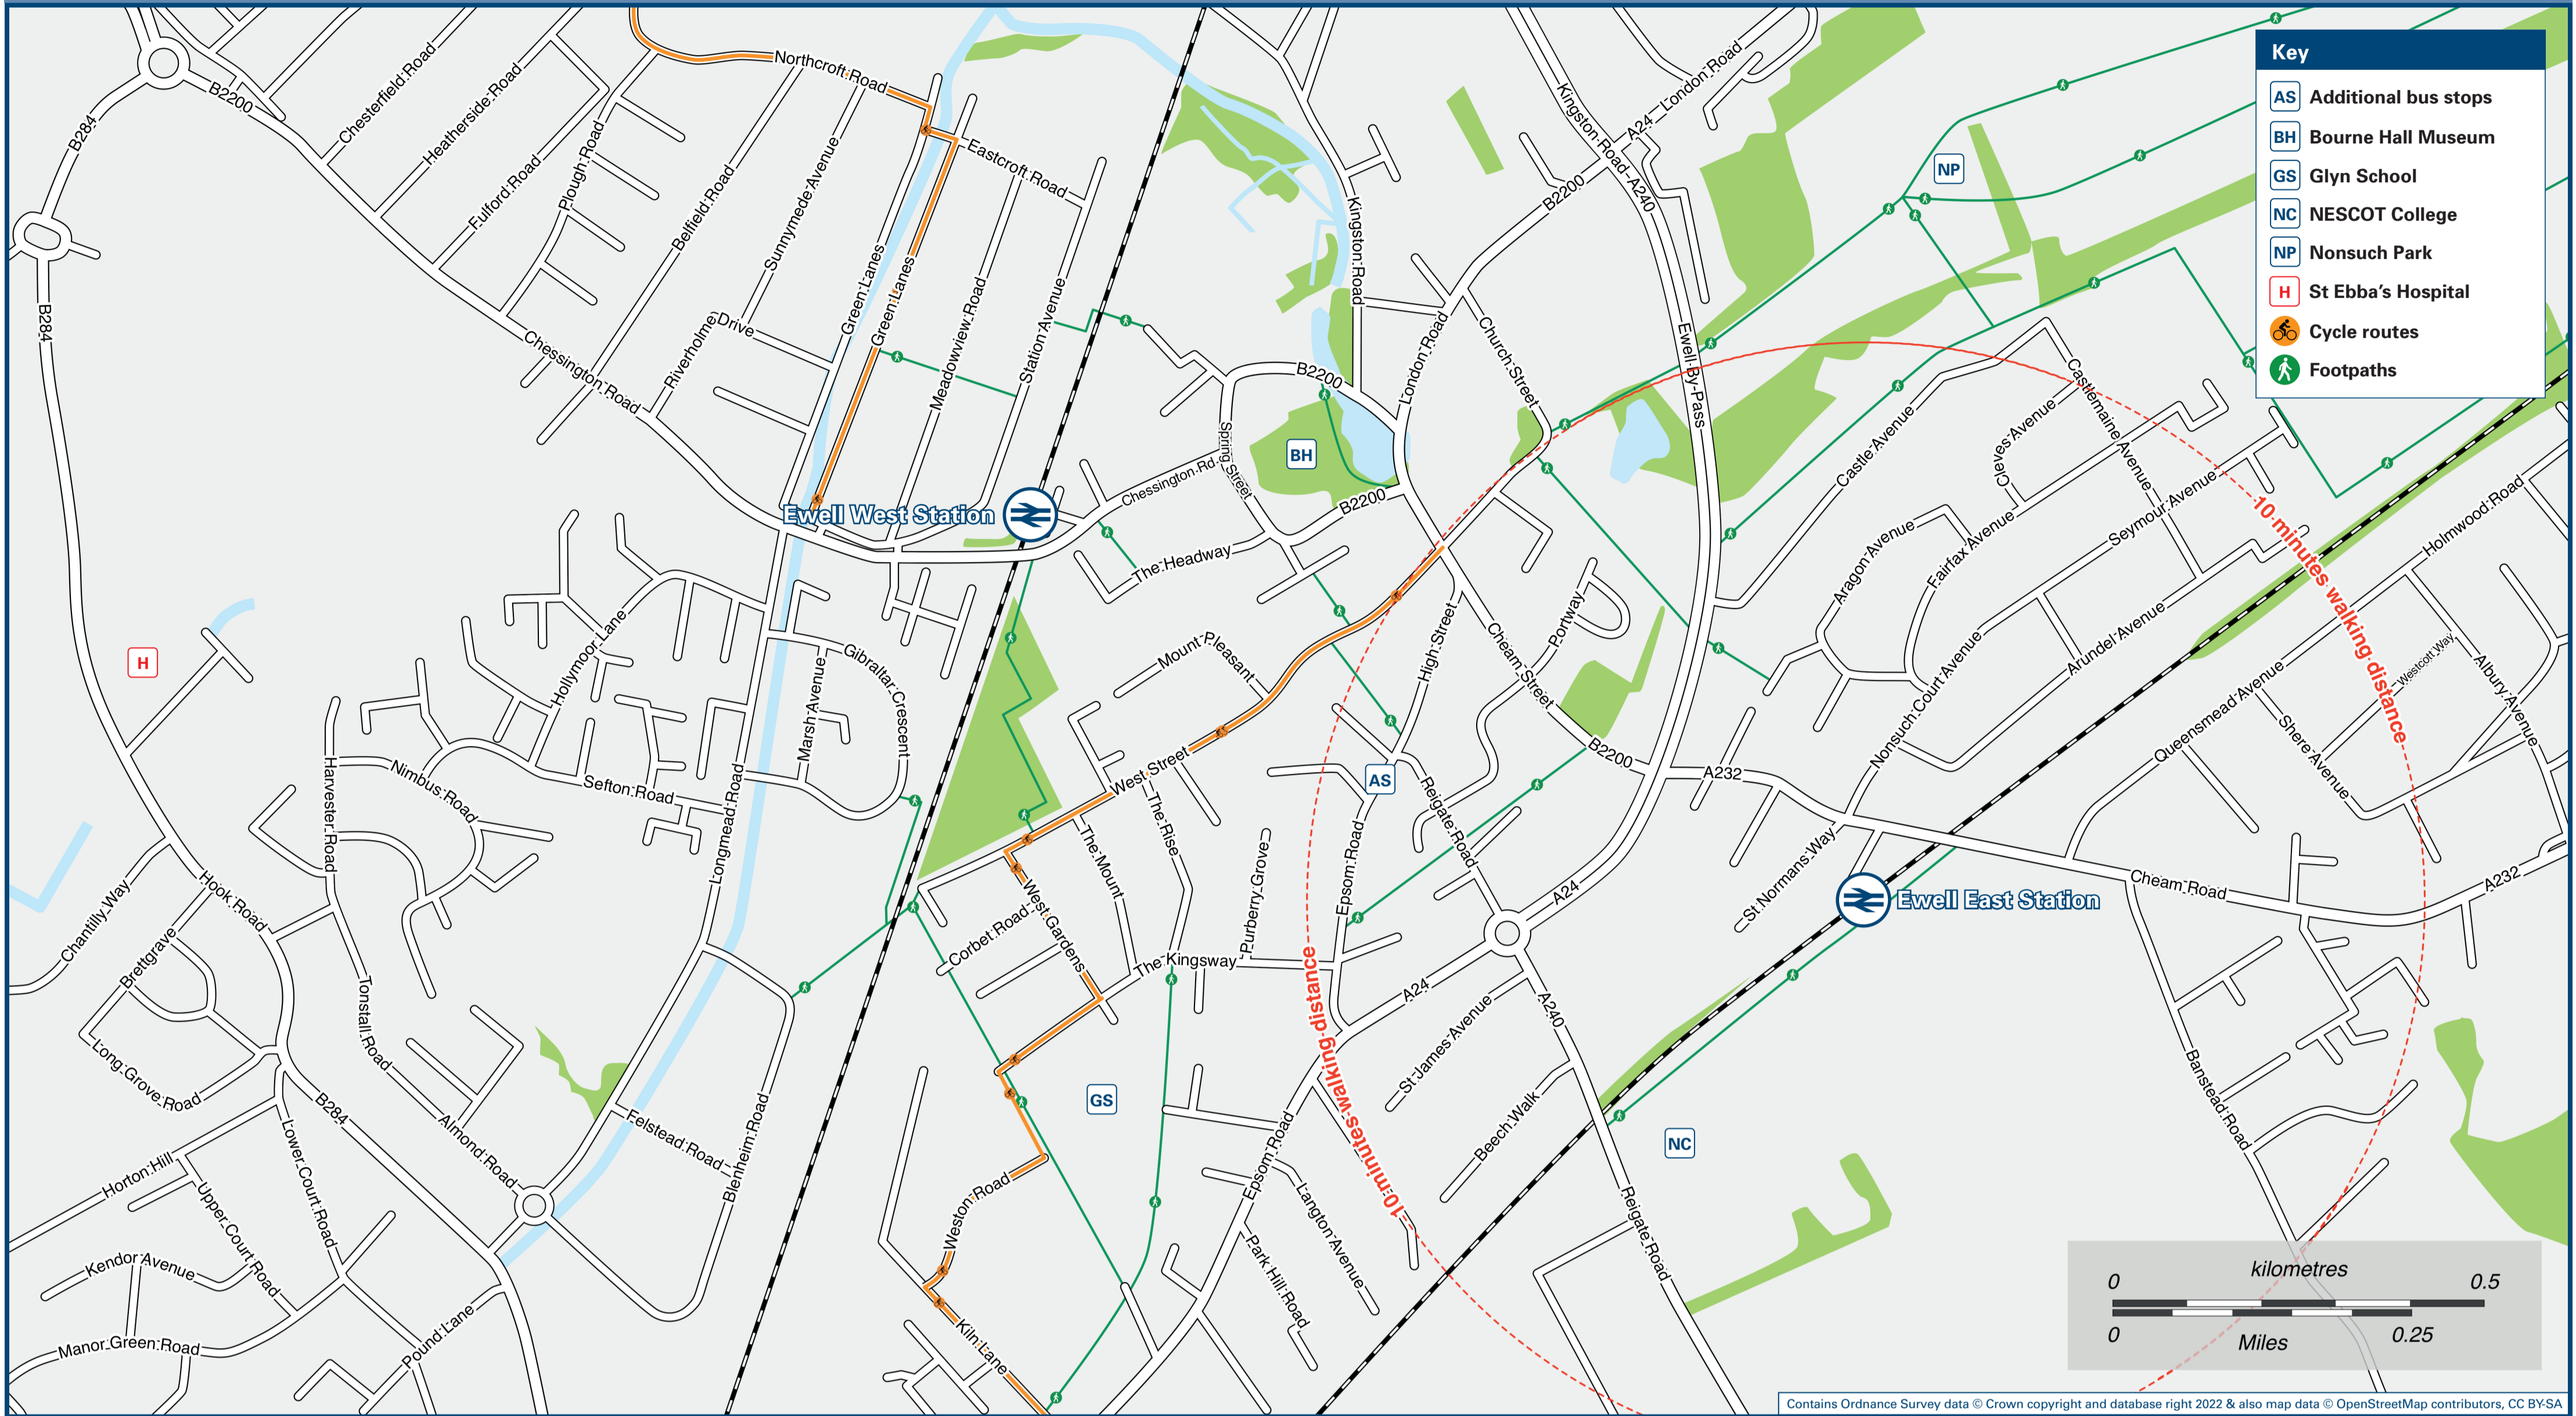 Key
AS Additional bus stops
BH Bourne Hall Museum
GS Glyn School
NC NESCOT College
NP Nonsuch Park
H St Ebba's Hospital
Cycle routes
Footpaths
Northcroft Road
B2200
Chesterfield Road
Heatherside Road
Fulford Road
Plough Road
Belfield Road
Sunnymede Avenue
Green Lanes
Green Lanes
Eastcroft Road
Meadowview Road
Station Avenue
B284
B284
Chessington Road
Riverholme Drive
Kingston Road
Kingston Road A240
A24 London Road
B2200
NP
London Road
Church Street
Ewell By-Pass
B2200
Spring Street
Chessington Rd
BH
B2200
Ewell West Station
The Headway
Castle Avenue
Cleves Avenue
Castlemaine Avenue
Seymour Avenue
Aragon Avenue
Fairfax Avenue
Arundel Avenue
Nonsuch Court Avenue
Holmwood Road
10 minutes walking distance
Westcott Way
Albury Avenue
Queensmead Avenue
Shere Avenue
H
Hollymoor Lane
Gibraltar Crescent
Marsh Avenue
Mount Pleasant
High Street
Cheam Street
Portway
B2200
A232
Nimbus Road
Sefton Road
Harvester Road
Longmead Road
West Street
The Rise
The Mount
AS
Reigate Road
Epsom Road
Purberry Grove
A24
St Normans Way
Ewell East Station
Cheam Road
A232
Chantilly Way
Hook Road
Brettgrave
Corbet Road
West Gardens
The Kingsway
10 minutes walking distance
A24
A240
St James Avenue
Beech Walk
Tonstall Road
Long Grove Road
B284
Almond Road
Felstead Road
Blenheim Road
GS
NC
Banstead Road
Horton Hill
Lower Court Road
Upper Court Road
Weston Road
Epsom Road
Langton Avenue
Park Hill Road
Reigate Road
Kendor Avenue
Manor Green Road
Pound Lane
Kiln Lane
kilometres
0 0.5
0 0.25
Miles
Contains Ordnance Survey data © Crown copyright and database right 2022 & also map data © OpenStreetMap contributors, CC BY-SA